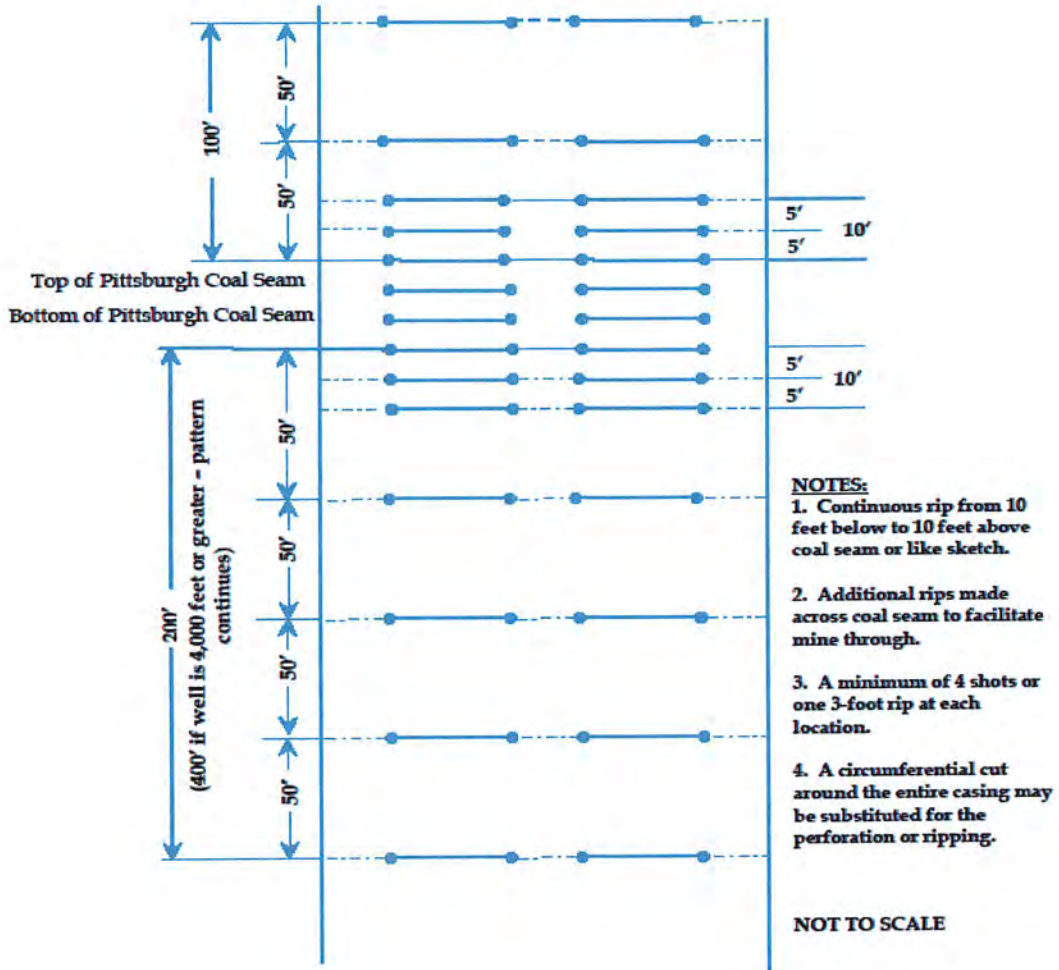 100'
50'
50'
5'
5'
10'
Top of Pittsburgh Coal Seam
Bottom of Pittsburgh Coal Seam
5'
5'
10'
200'
(400' if well is 4,000 feet or greater – pattern
continues)
50'
50'
50'
50'
NOTES:
1. Continuous rip from 10
feet below to 10 feet above
coal seam or like sketch.
2. Additional rips made
across coal seam to facilitate
mine through.
3. A minimum of 4 shots or
one 3-foot rip at each
location.
4. A circumferential cut
around the entire casing may
be substituted for the
perforation or ripping.
NOT TO SCALE